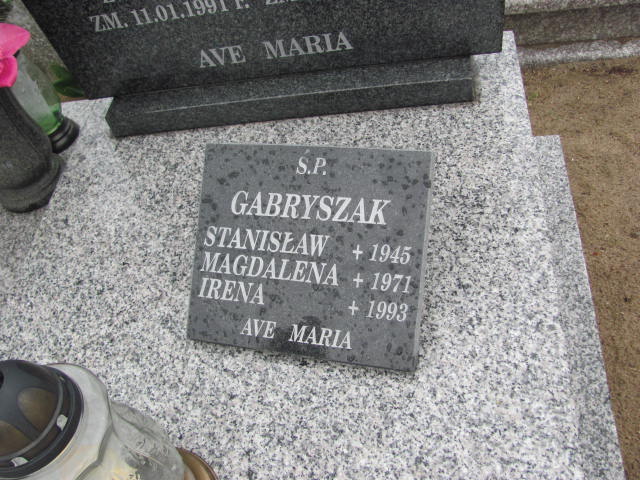 ZM. 11.01.1991 R.
AVE MARIA
Ś.P.
GABRYSZAK
STANISŁAW + 1945
MAGDALENA + 1971
IRENA + 1993
AVE MARIA